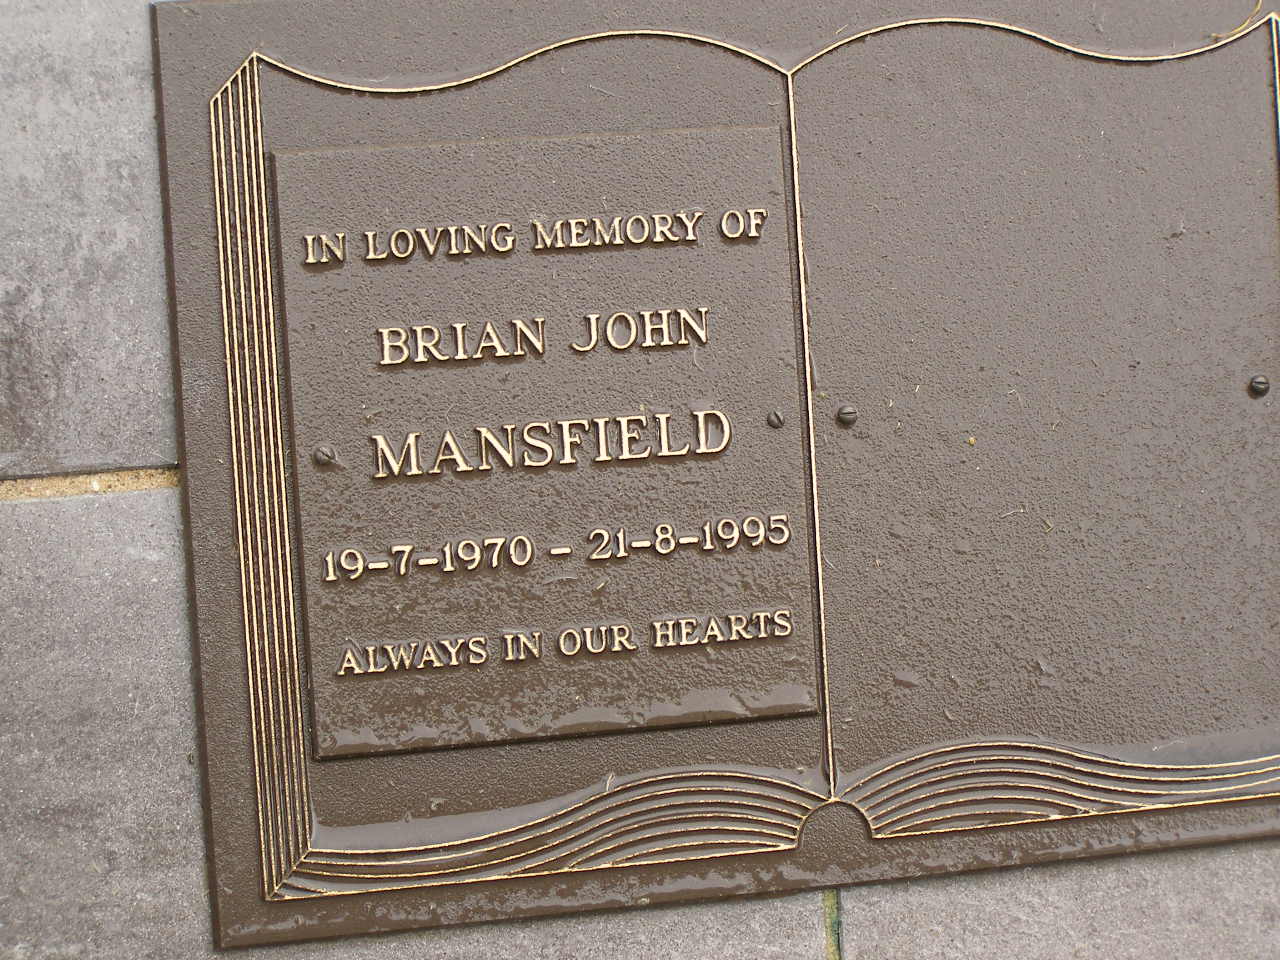 IN LOVING MEMORY OF
BRIAN JOHN
MANSFIELD
19-7-1970 - 21-8-1995
ALWAYS IN OUR HEARTS